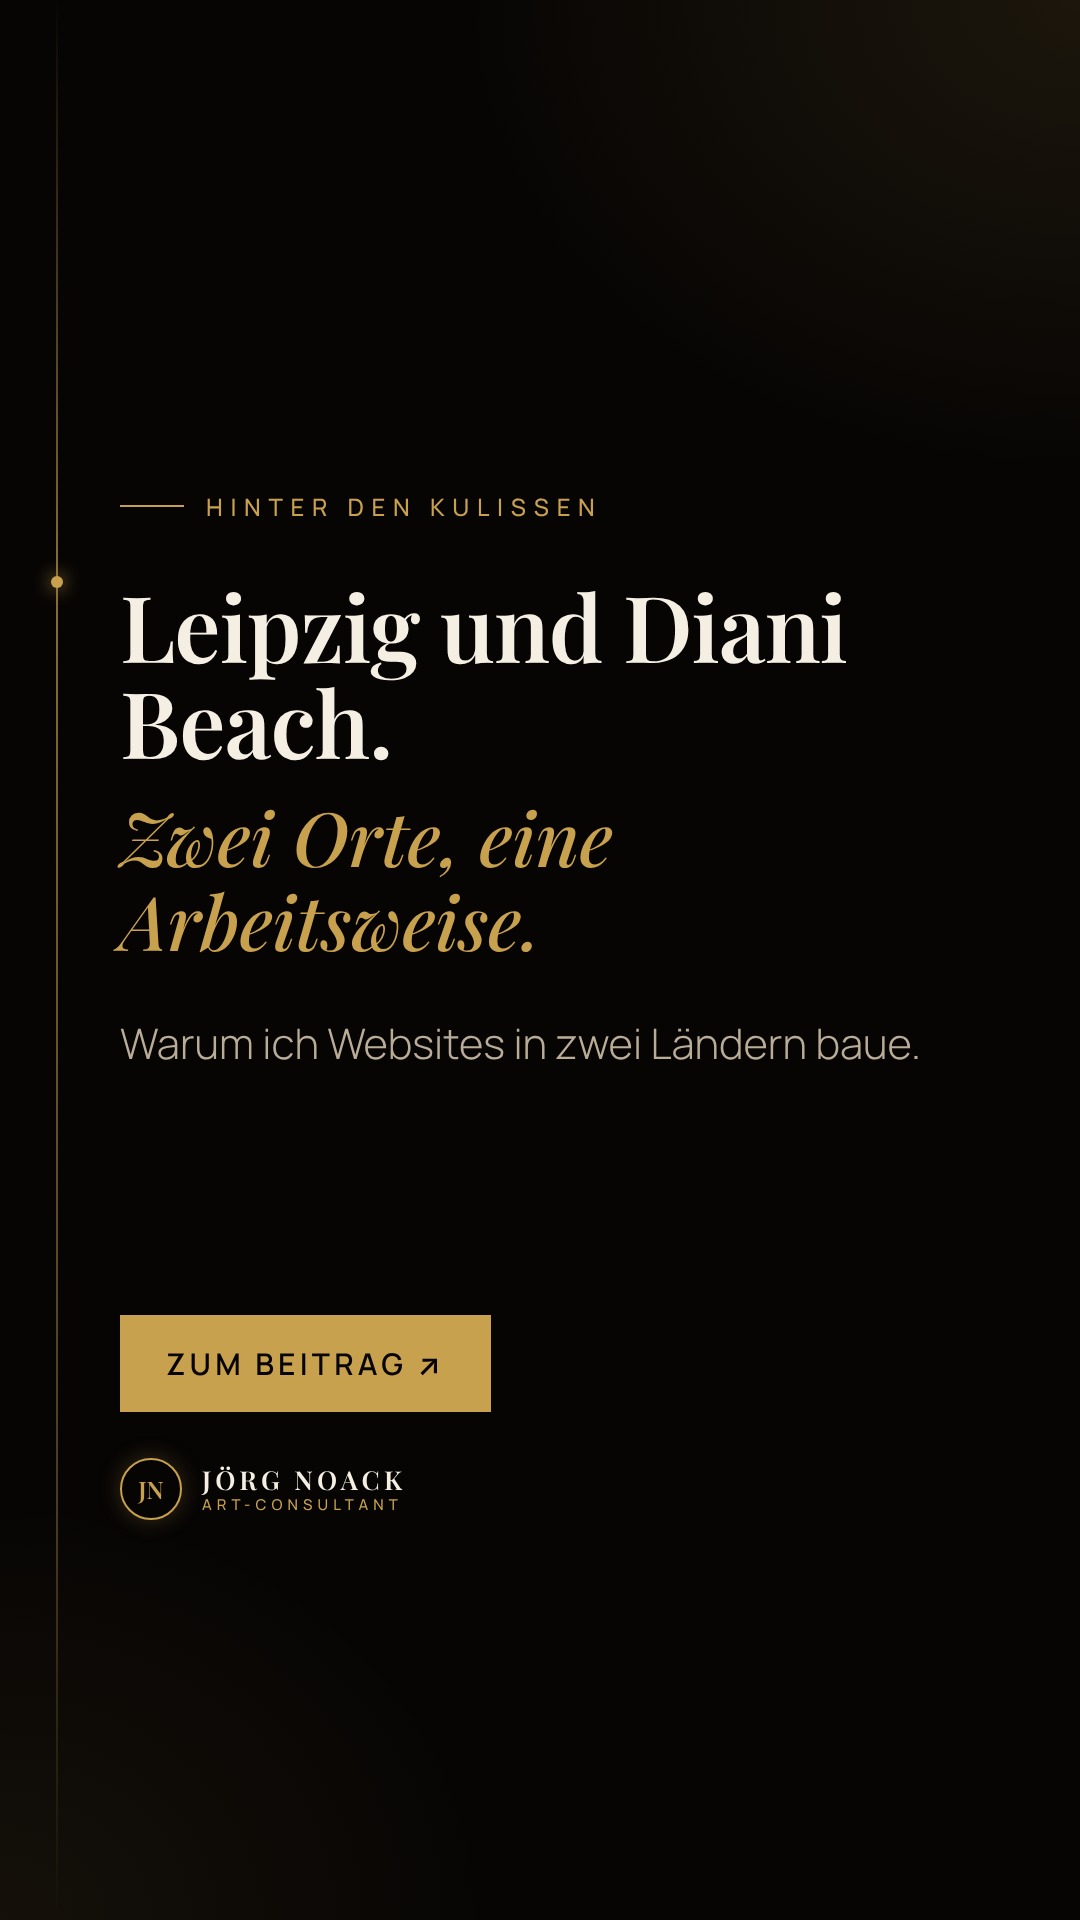 HINTER DEN KULISSEN
Leipzig und Diani
Beach.
Zwei Orte, eine
Arbeitsweise.
Warum ich Websites in zwei Ländern baue.
ZUM BEITRAG ↗
JN
JÖRG NOACK
ART-CONSULTANT